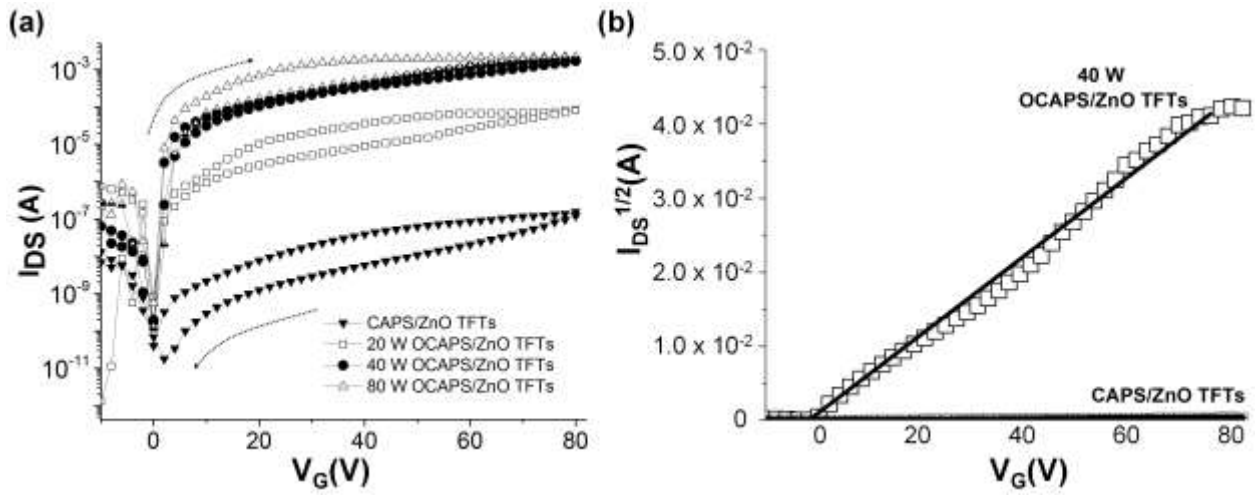 (a)
I_DS (A)
10^-3
10^-5
10^-7
10^-9
10^-11
CAPS/ZnO TFTs
20 W OCAPS/ZnO TFTs
40 W OCAPS/ZnO TFTs
80 W OCAPS/ZnO TFTs
0 20 40 60 80
V_G(V)
(b)
I_DS^1/2(A)
5.0 x 10^-2
4.0 x 10^-2
3.0 x 10^-2
2.0 x 10^-2
1.0 x 10^-2
0
40 W
OCAPS/ZnO TFTs
CAPS/ZnO TFTs
0 20 40 60 80
V_G(V)